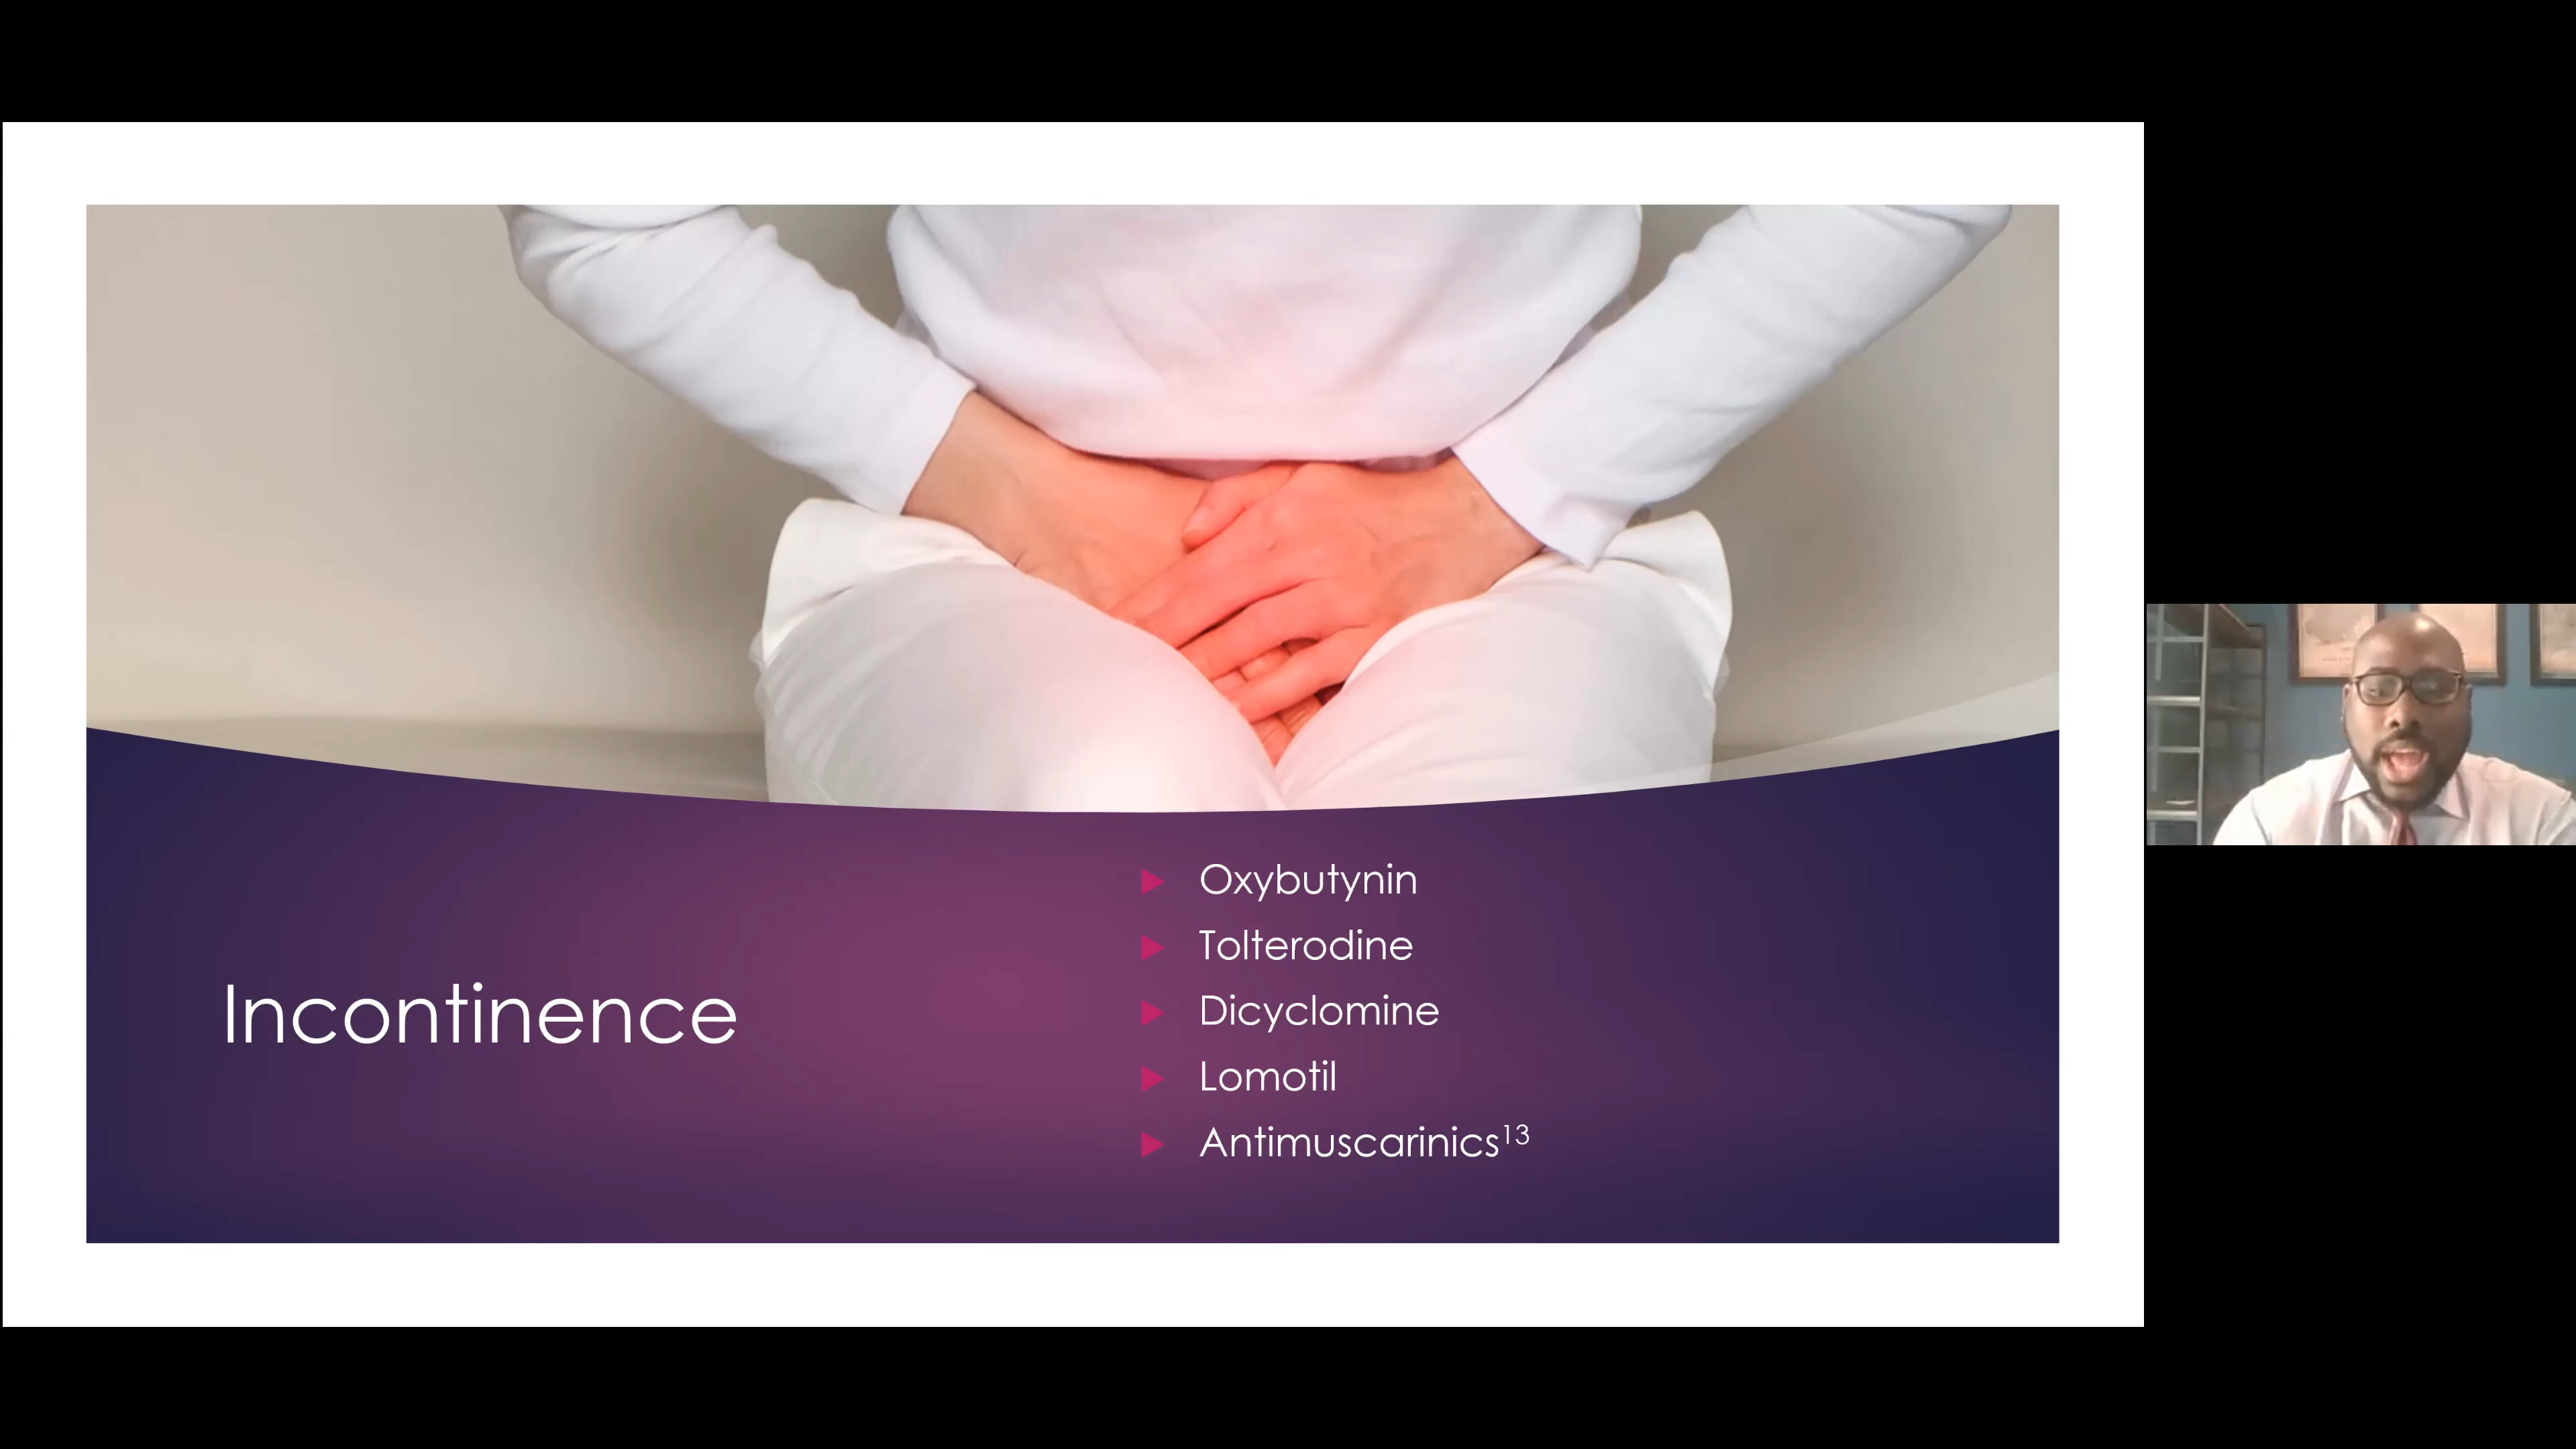 Incontinence
Oxybutynin
Tolterodine
Dicyclomine
Lomotil
Antimuscarinics¹³